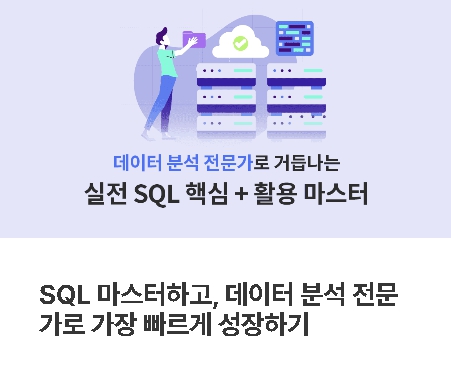 데이터 분석 전문가로 거듭나는
실전 SQL 핵심 + 활용 마스터
SQL 마스터하고, 데이터 분석 전문
가로 가장 빠르게 성장하기